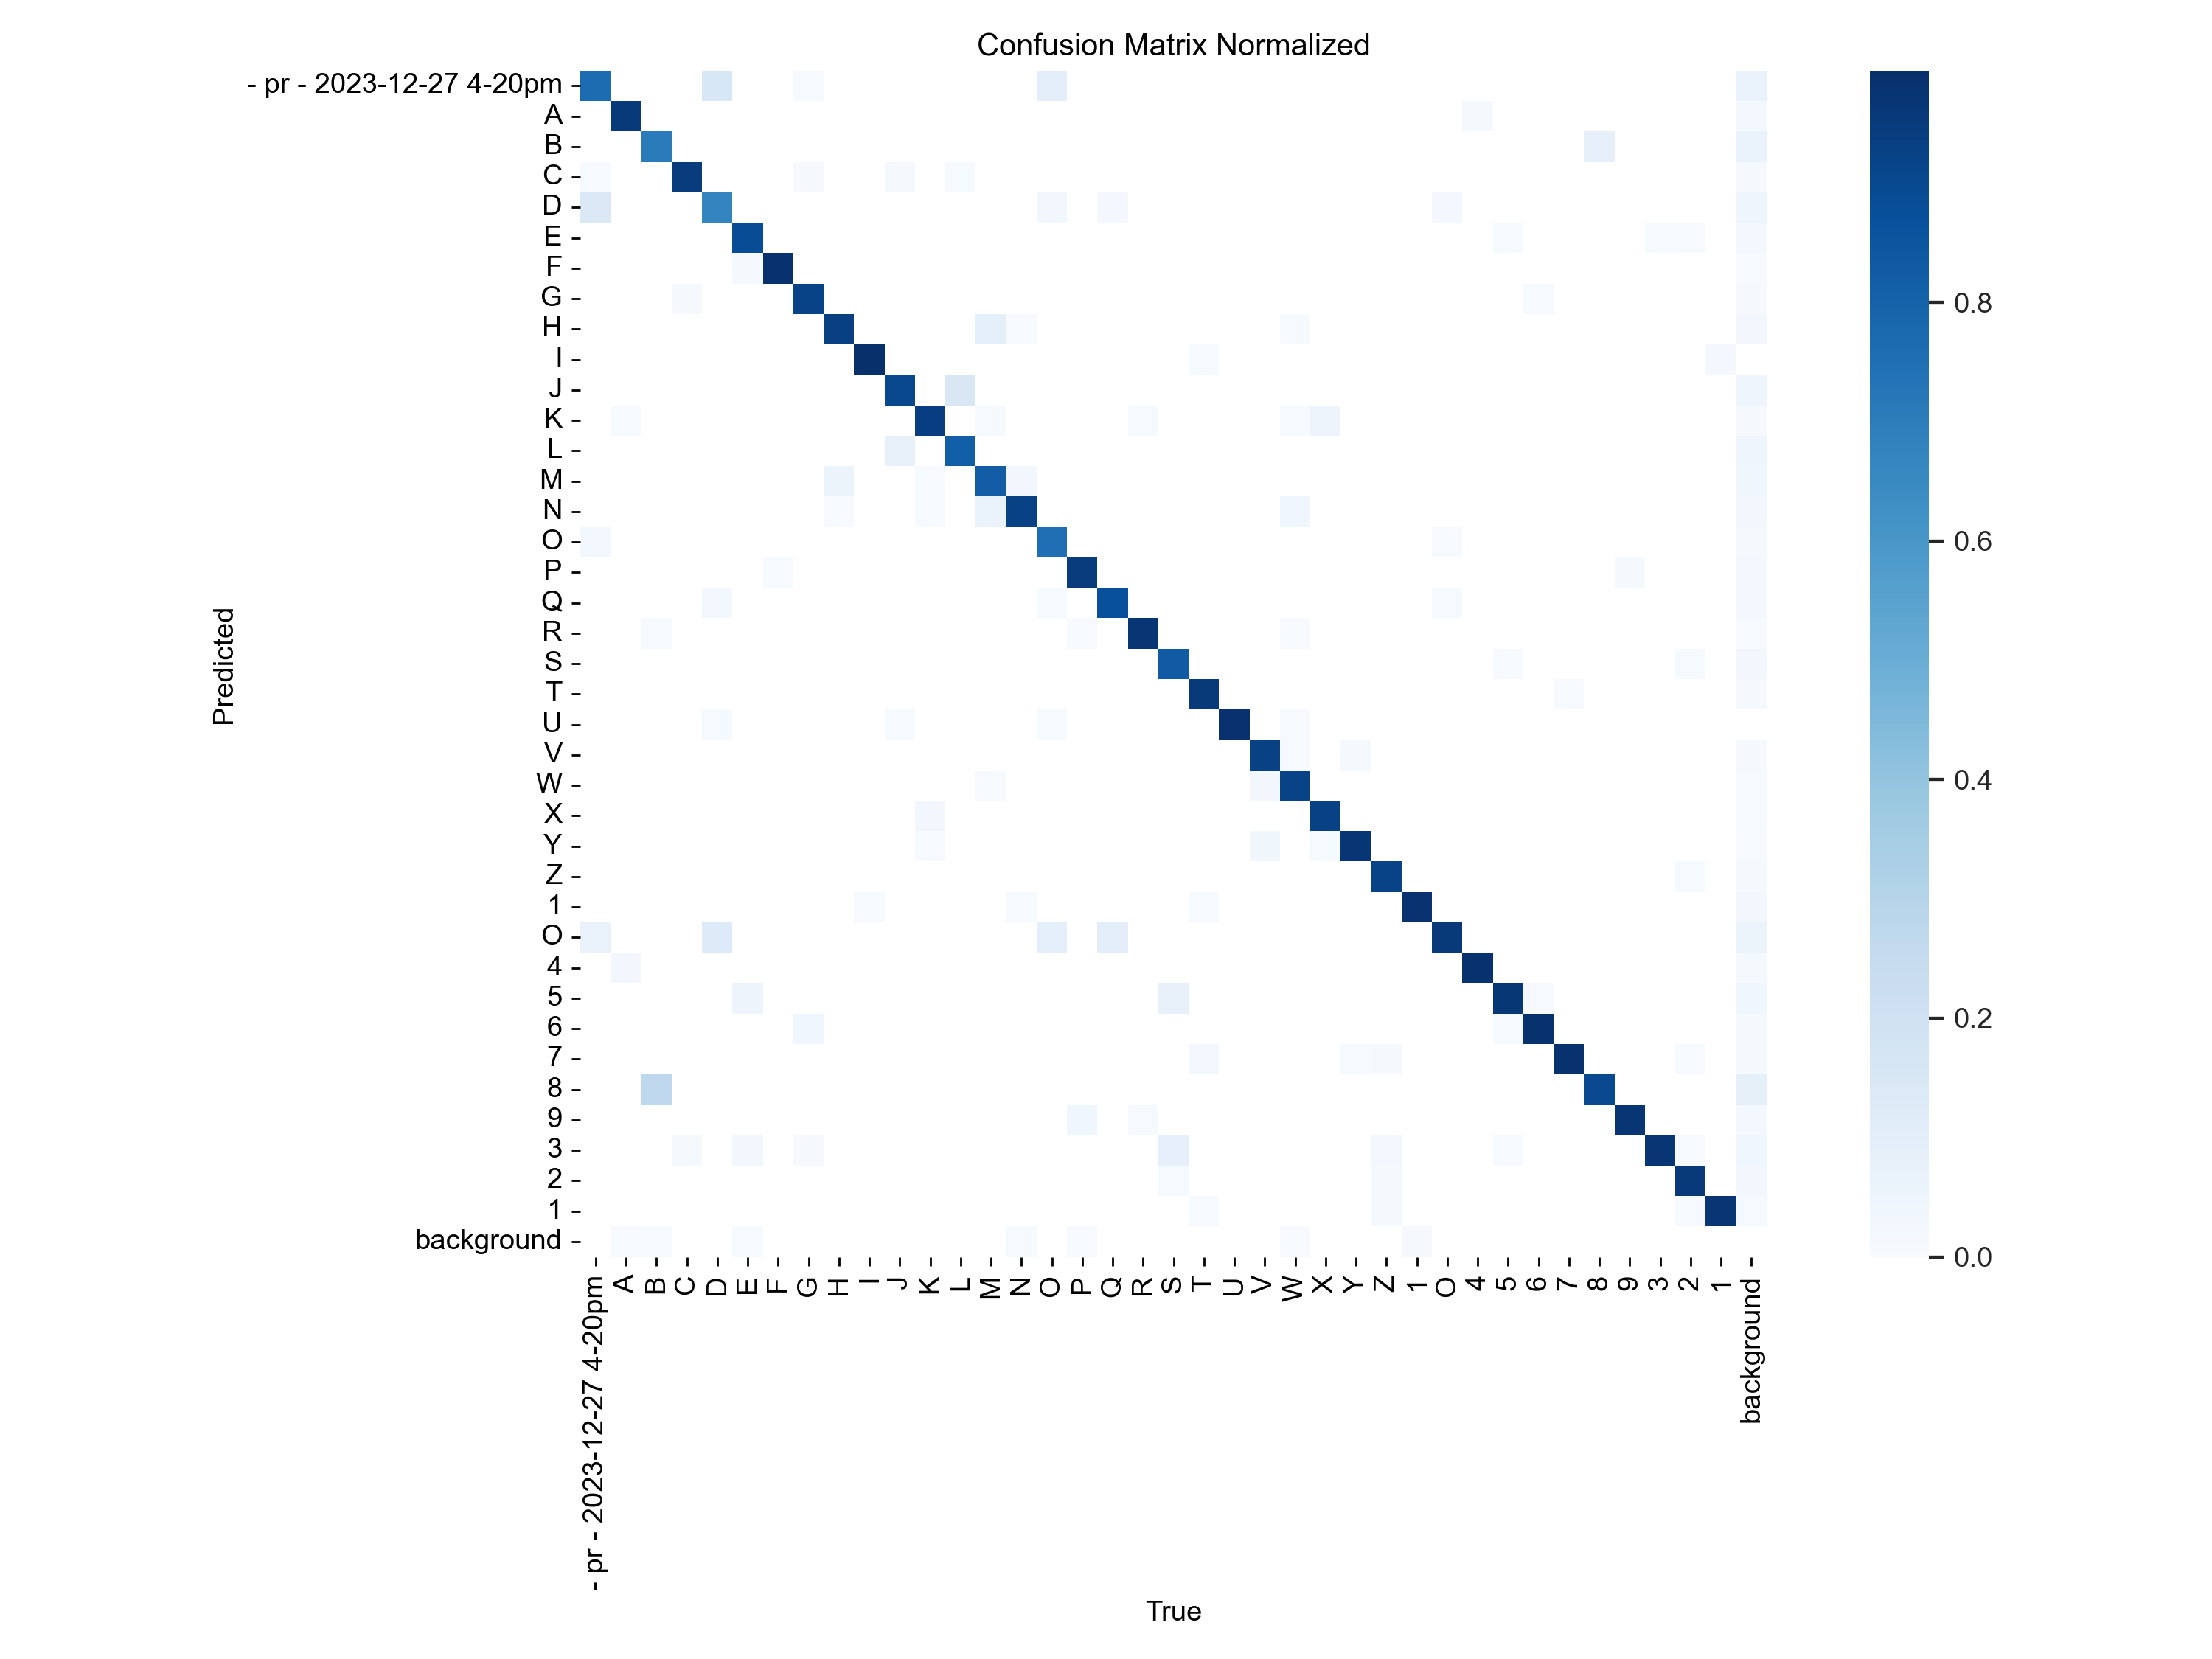 Confusion Matrix Normalized
- pr - 2023-12-27 4-20pm
A
B
C
D
E
F
G
H
I
J
K
L
M
N
O
P
Q
R
S
T
U
V
W
X
Y
Z
1
O
4
5
6
7
8
9
3
2
1
background
Predicted
- pr - 2023-12-27 4-20pm A B C D E F G H I J K L M N O P Q R S T U V W X Y Z 1 O 4 5 6 7 8 9 3 2 1 background
True
0.8
0.6
0.4
0.2
0.0